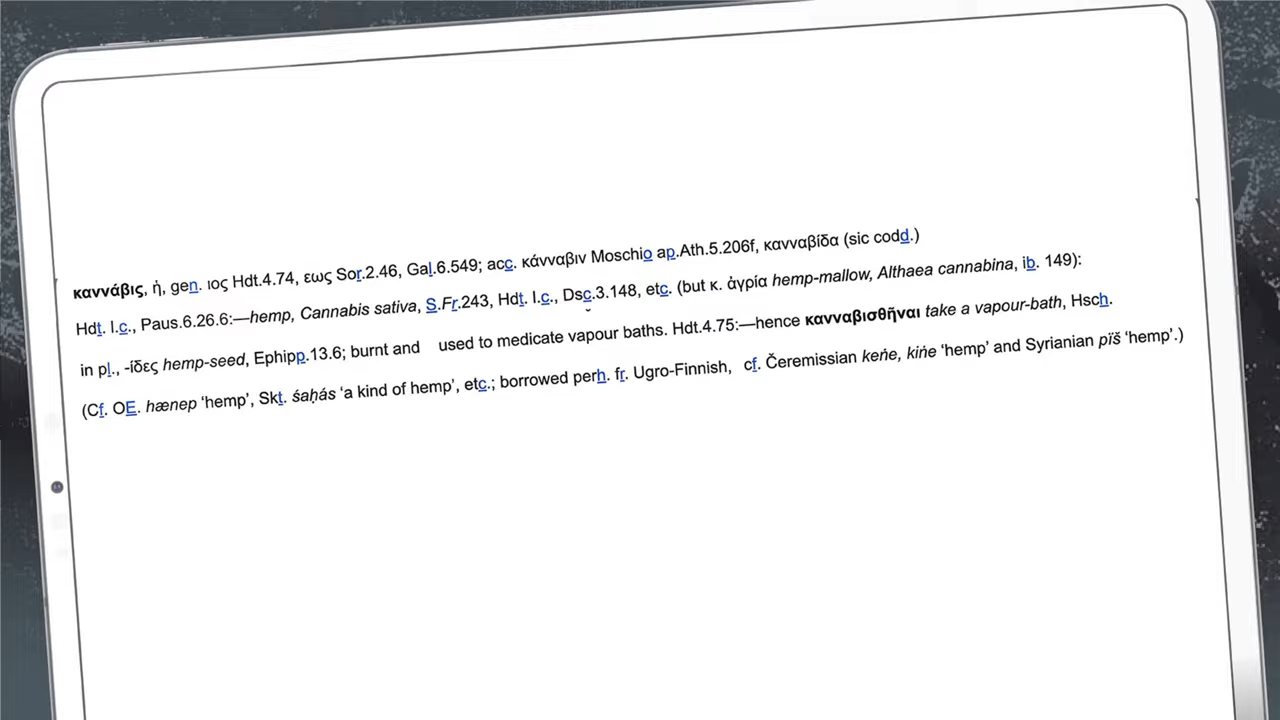 καννάβις, ἡ, gen. ιος Hdt.4.74, εως Sor.2.46, Gal.6.549; acc. κάνναβιν Moschio ap.Ath.5.206f, κανναβίδα (sic codd.)
Hdt. l.c., Paus.6.26.6:—hemp, Cannabis sativa, S.Fr.243, Hdt. l.c., Dsc.3.148, etc. (but κ. ἀγρία hemp-mallow, Althaea cannabina, ib. 149):
in pl., -ίδες hemp-seed, Ephipp.13.6; burnt and used to medicate vapour baths. Hdt.4.75:—hence κανναβισθῆναι take a vapour-bath, Hsch.
(Cf. OE. hænep ‘hemp’, Skt. śaḥás ‘a kind of hemp’, etc.; borrowed perh. fr. Ugro-Finnish, cf. Čeremissian keṅe, kiṅe ‘hemp’ and Syrianian pïš ‘hemp’.)